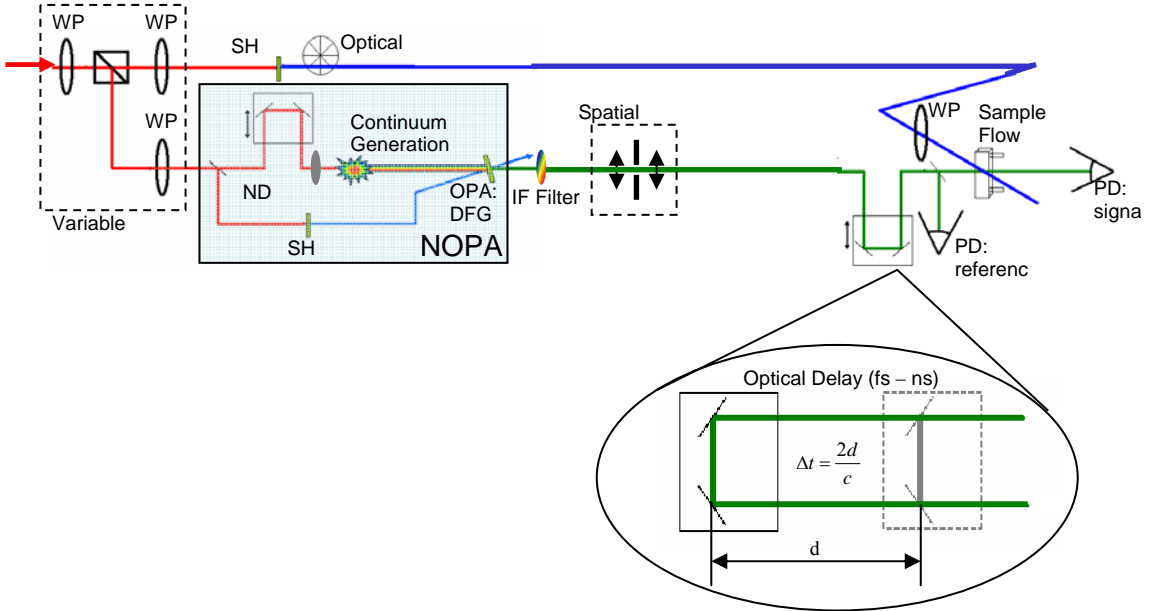 WP
WP
SH
Optical
WP
Variable
ND
Continuum
Generation
SH
OPA:
DFG
NOPA
IF Filter
Spatial
WP
Sample
Flow
PD:
signa
PD:
referenc
Optical Delay (fs – ns)
Δt = 2d/c
d